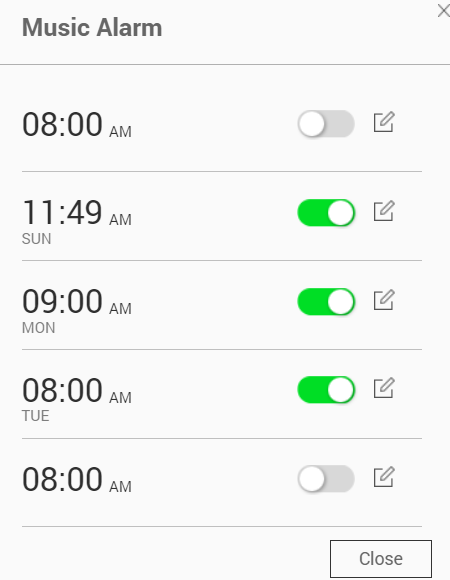 Music Alarm
08:00 AM
11:49 AM
SUN
09:00 AM
MON
08:00 AM
TUE
08:00 AM
Close